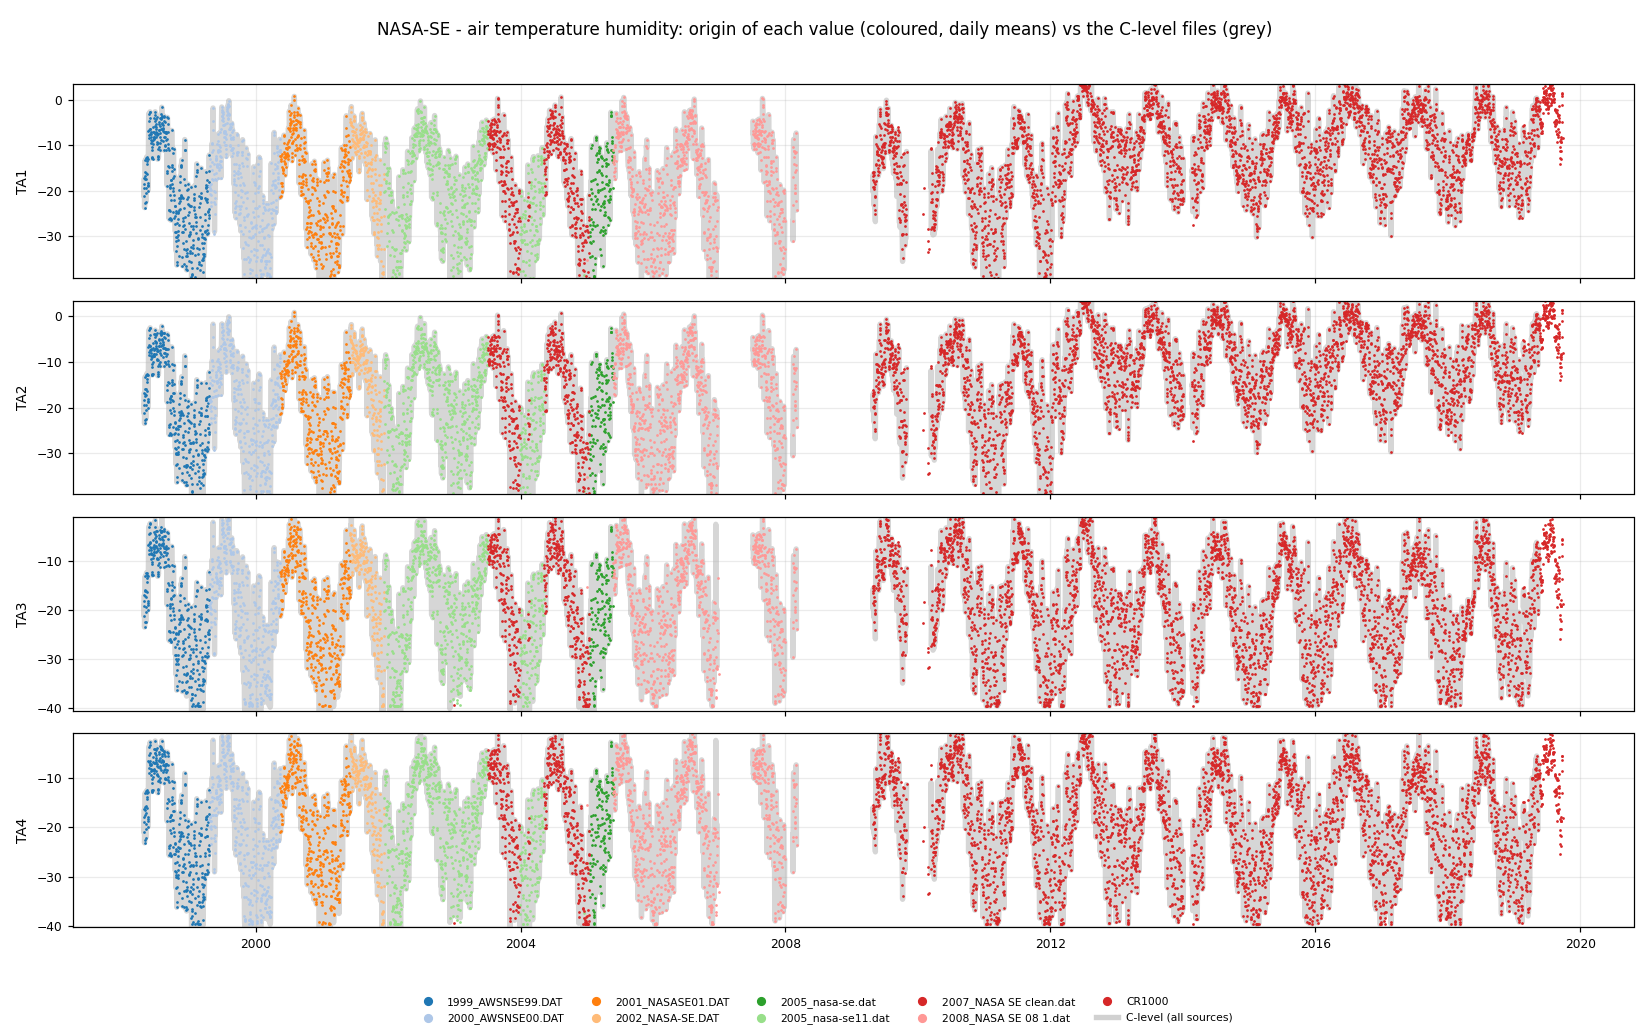 NASA-SE - air temperature humidity: origin of each value (coloured, daily means) vs the C-level files (grey)
TA1
0
−10
−20
−30
TA2
0
−10
−20
−30
TA3
−10
−20
−30
−40
TA4
−10
−20
−30
−40
2000 2004 2008 2012 2016 2020
1999_AWSNSE99.DAT 2001_NASASE01.DAT 2005_nasa-se.dat 2007_NASA SE clean.dat CR1000
2000_AWSNSE00.DAT 2002_NASA-SE.DAT 2005_nasa-se11.dat 2008_NASA SE 08 1.dat C-level (all sources)